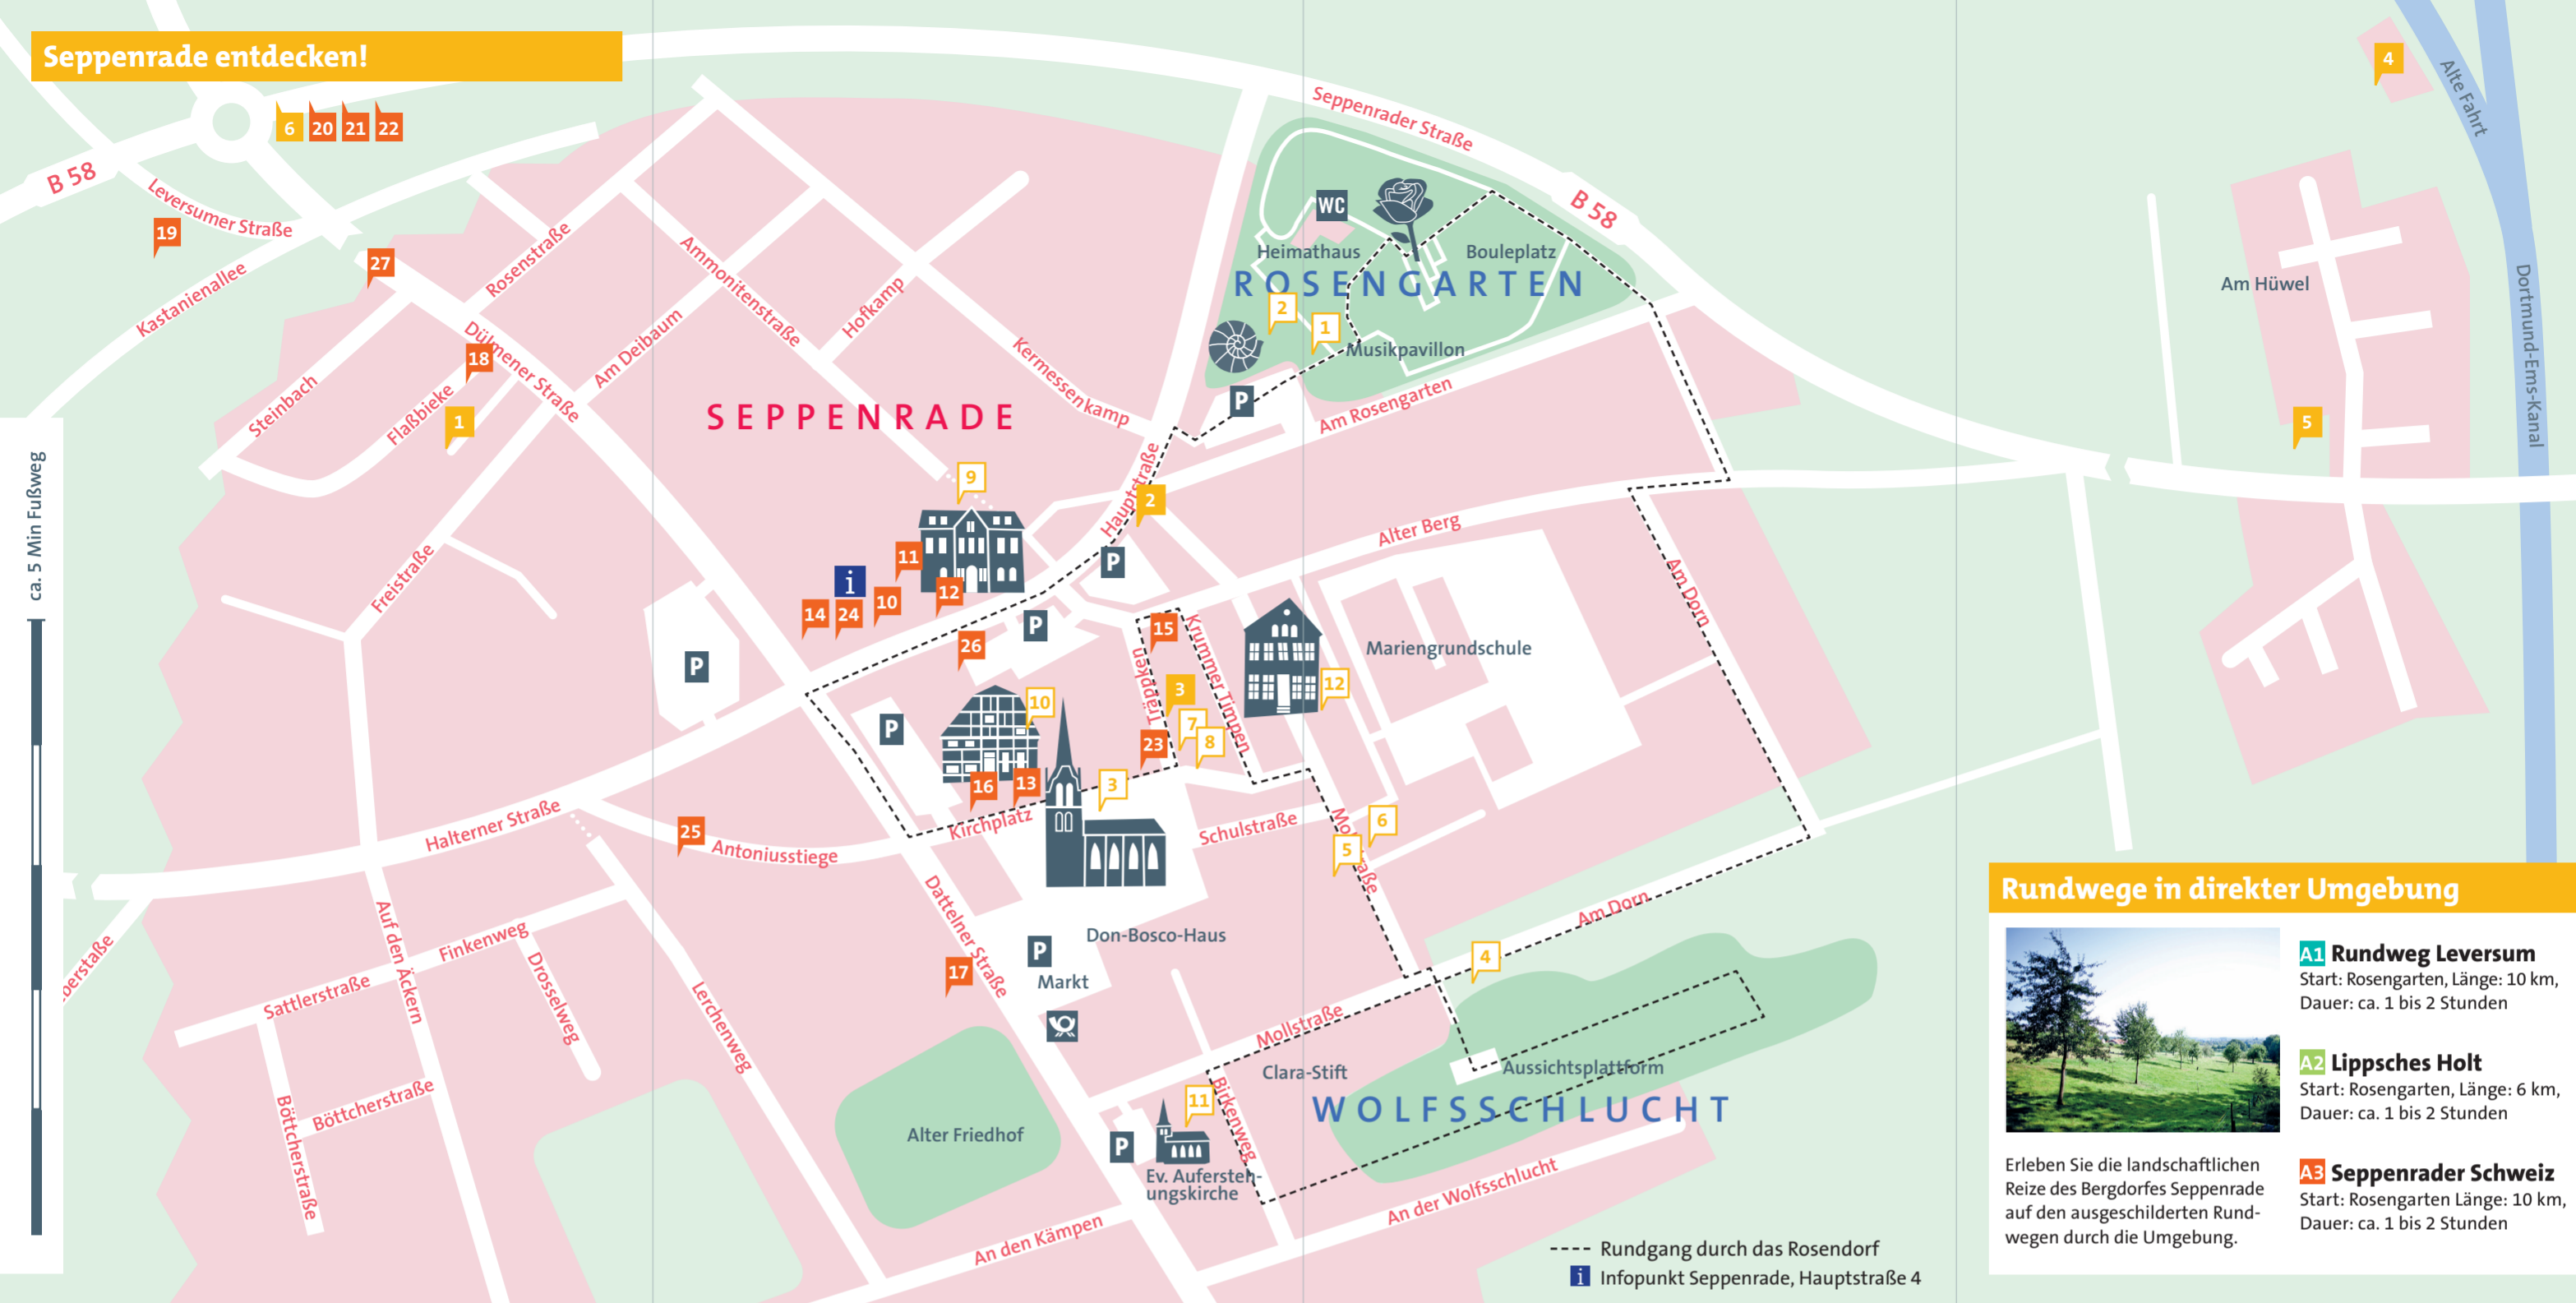 Seppenrade entdecken!
6 20 21 22
B 58
Leversumer Straße
19
Kastanienallee
27
Rosenstraße
Dülmener Straße
18
Steinbach
Flaßbieke
1
Am Deibaum
Ammonitenstraße
Hofkamp
Kermessenkamp
SEPPENRADE
Freistraße
ca. 5 Min Fußweg
Seppenrader Straße
B 58
WC
Heimathaus
Bouleplatz
ROSENGARTEN
2
1
Musikpavillon
P
Am Rosengarten
Hauptstraße
2
9
11
i
14 24 10 12
P
26
P
P
P
Alter Berg
Am Dorn
15
Krummer Timpen
Träppken
3
7
8
23
Mariengrundschule
12
10
16 13
3
Kirchplatz
Schulstraße
6
5
Halterner Straße
25
Antoniusstiege
Auf den Äckern
Finkenweg
Sattlerstraße
Drosselweg
Böttcherstraße
Böttcherstraße
Lerchenweg
Dattelner Straße
17
Don-Bosco-Haus
P
Markt
Am Dorn
4
Mollstraße
Clara-Stift
Aussichtsplattform
WOLFSSCHLUCHT
Alter Friedhof
11
P
Birkenweg
Ev. Aufersteh-
ungskirche
An den Kämpen
An der Wolfsschlucht
Rundgang durch das Rosendorf
i Infopunkt Seppenrade, Hauptstraße 4
4
Alte Fahrt
Am Hüwel
Dortmund-Ems-Kanal
5
Rundwege in direkter Umgebung
Erleben Sie die landschaftlichen
Reize des Bergdorfes Seppenrade
auf den ausgeschilderten Rund-
wegen durch die Umgebung.
A1 Rundweg Leversum
Start: Rosengarten, Länge: 10 km,
Dauer: ca. 1 bis 2 Stunden
A2 Lippsches Holt
Start: Rosengarten, Länge: 6 km,
Dauer: ca. 1 bis 2 Stunden
A3 Seppenrader Schweiz
Start: Rosengarten Länge: 10 km,
Dauer: ca. 1 bis 2 Stunden